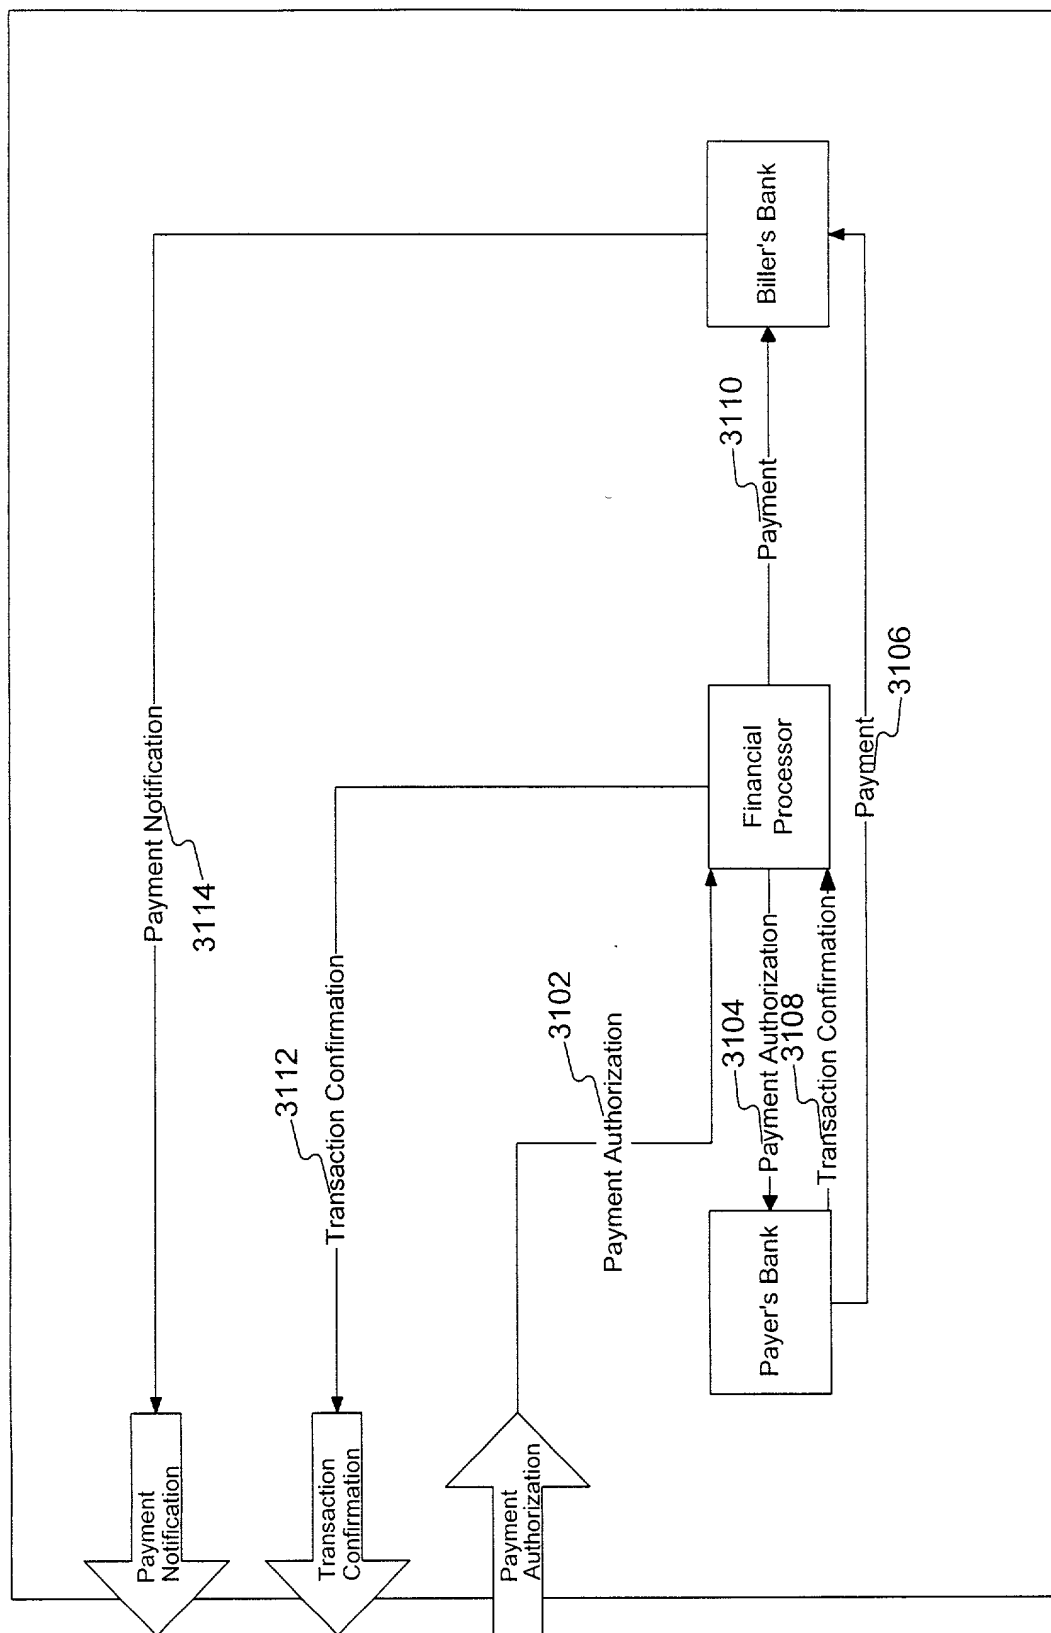 Payment
Notification
Payment Notification
3114
Transaction
Confirmation
Transaction Confirmation
3112
Payment
Authorization
Payment Authorization
3102
Payer's Bank
Payment Authorization
3104
Transaction Confirmation
3108
Financial
Processor
Payment
3110
Biller's Bank
Payment
3106